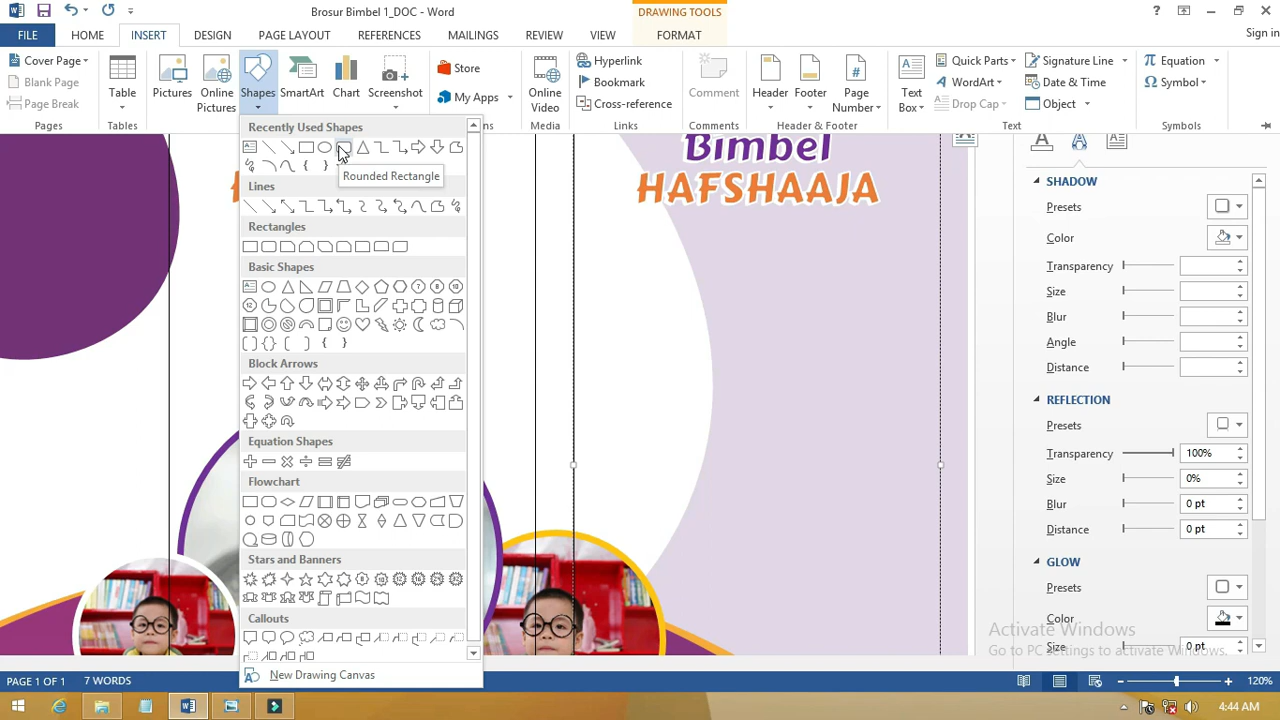 Brosur Bimbel 1_DOC - Word
DRAWING TOOLS
?
FILE
HOME
INSERT
DESIGN
PAGE LAYOUT
REFERENCES
MAILINGS
REVIEW
VIEW
FORMAT
Sign in
Cover Page
Blank Page
Page Break
Pages
Table
Tables
Pictures
Online
Pictures
Shapes
SmartArt
Chart
Screenshot
Store
My Apps
Online
Video
Media
Hyperlink
Bookmark
Cross-reference
Links
Comment
Comments
Header
Footer
Page
Number
Text
Box
Quick Parts
WordArt
Drop Cap
Signature Line
Date & Time
Object
Text
Equation
Symbol
Symbols
Recently Used Shapes
Rounded Rectangle
Lines
Rectangles
Basic Shapes
Block Arrows
Equation Shapes
Flowchart
Stars and Banners
Callouts
New Drawing Canvas
Bimbel
HAFSHAAJA
SHADOW
Presets
Color
Transparency
Size
Blur
Angle
Distance
REFLECTION
Presets
Transparency 100%
Size 0%
Blur 0 pt
Distance 0 pt
GLOW
Presets
Color
Size 0 pt
Activate Windows
Go to PC settings to activate Windows.
PAGE 1 OF 1 7 WORDS
120%
4:44 AM